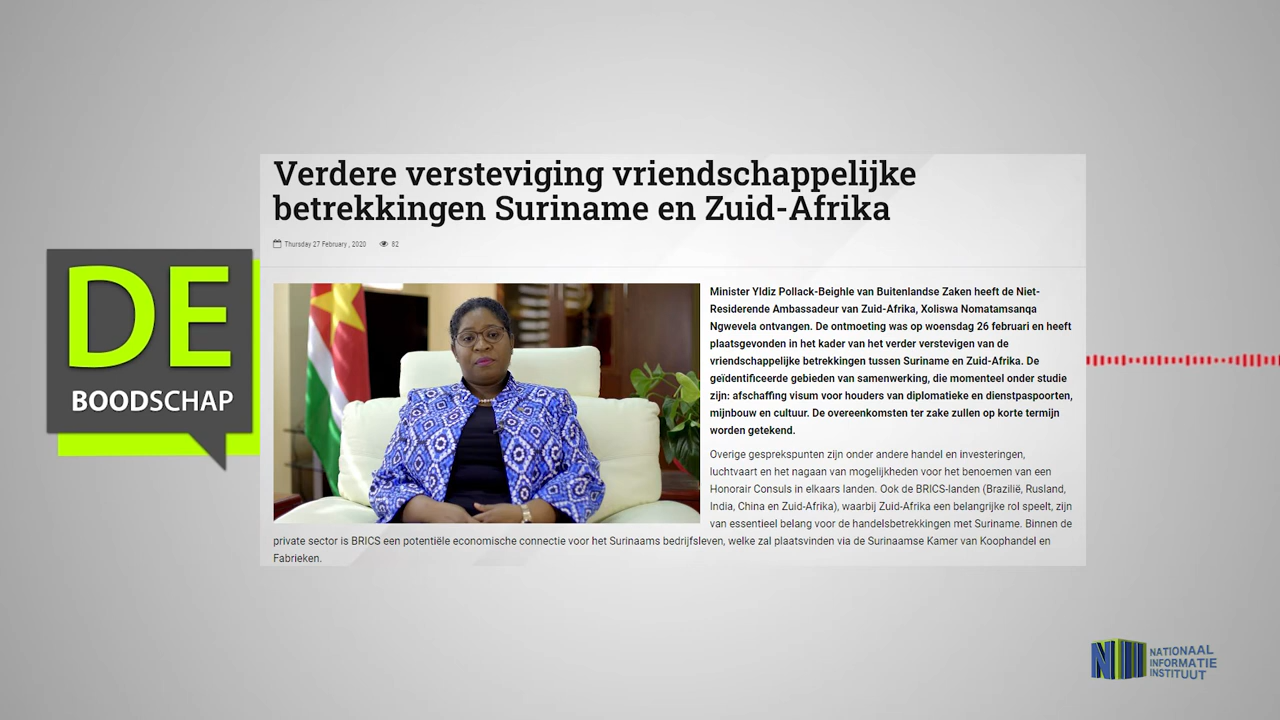 Verdere versteviging vriendschappelijke
betrekkingen Suriname en Zuid-Afrika
Thursday 27 February , 2020 82
DE
BOODSCHAP
Minister Yldiz Pollack-Beighle van Buitenlandse Zaken heeft de Niet-
Residerende Ambassadeur van Zuid-Afrika, Xoliswa Nomatamsanqa
Ngwevela ontvangen. De ontmoeting was op woensdag 26 februari en heeft
plaatsgevonden in het kader van het verder verstevigen van de
vriendschappelijke betrekkingen tussen Suriname en Zuid-Afrika. De
geïdentificeerde gebieden van samenwerking, die momenteel onder studie
zijn: afschaffing visum voor houders van diplomatieke en dienstpaspoorten,
mijnbouw en cultuur. De overeenkomsten ter zake zullen op korte termijn
worden getekend.
Overige gesprekspunten zijn onder andere handel en investeringen,
luchtvaart en het nagaan van mogelijkheden voor het benoemen van een
Honorair Consuls in elkaars landen. Ook de BRICS-landen (Brazilië, Rusland,
India, China en Zuid-Afrika), waarbij Zuid-Afrika een belangrijke rol speelt, zijn
van essentieel belang voor de handelsbetrekkingen met Suriname. Binnen de
private sector is BRICS een potentiële economische connectie voor het Surinaams bedrijfsleven, welke zal plaatsvinden via de Surinaamse Kamer van Koophandel en
Fabrieken.
NII
NATIONAAL
INFORMATIE
INSTITUUT